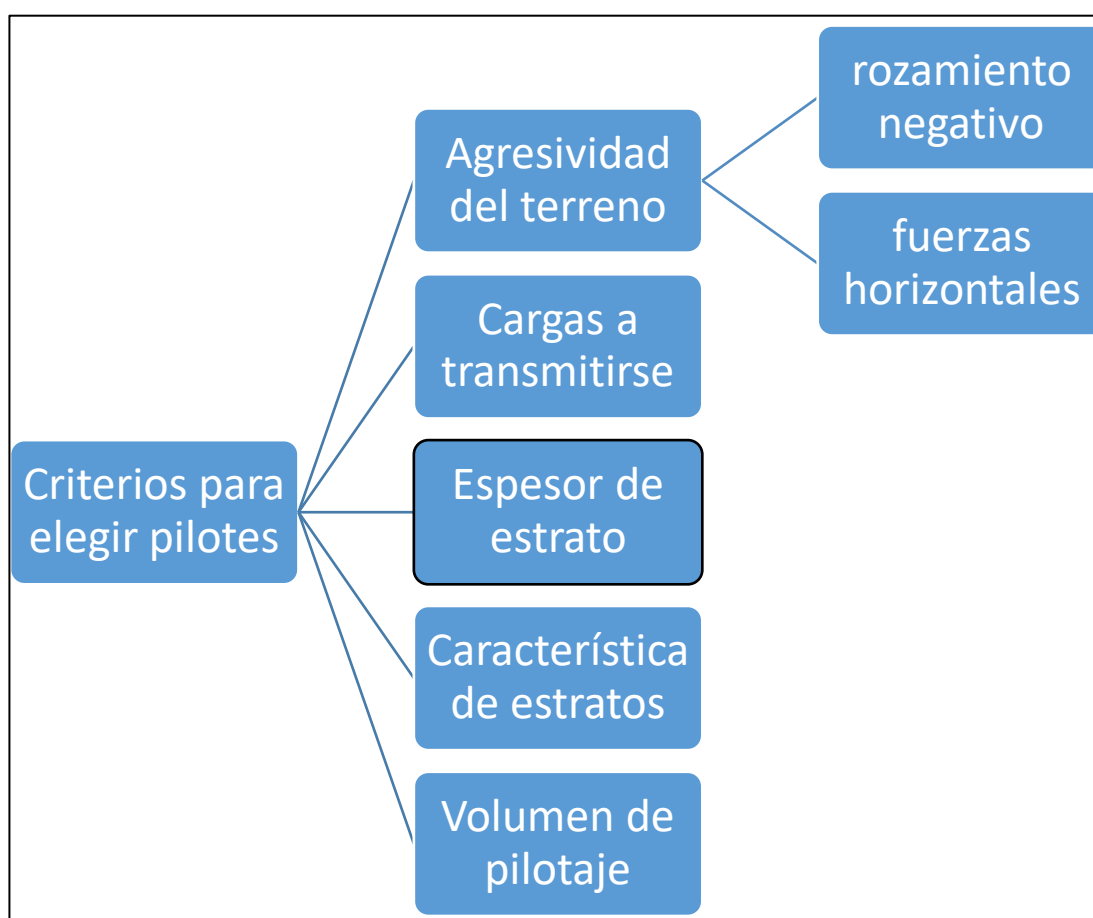 Criterios para
elegir pilotes
Agresividad
del terreno
rozamiento
negativo
fuerzas
horizontales
Cargas a
transmitirse
Espesor de
estrato
Característica
de estratos
Volumen de
pilotaje